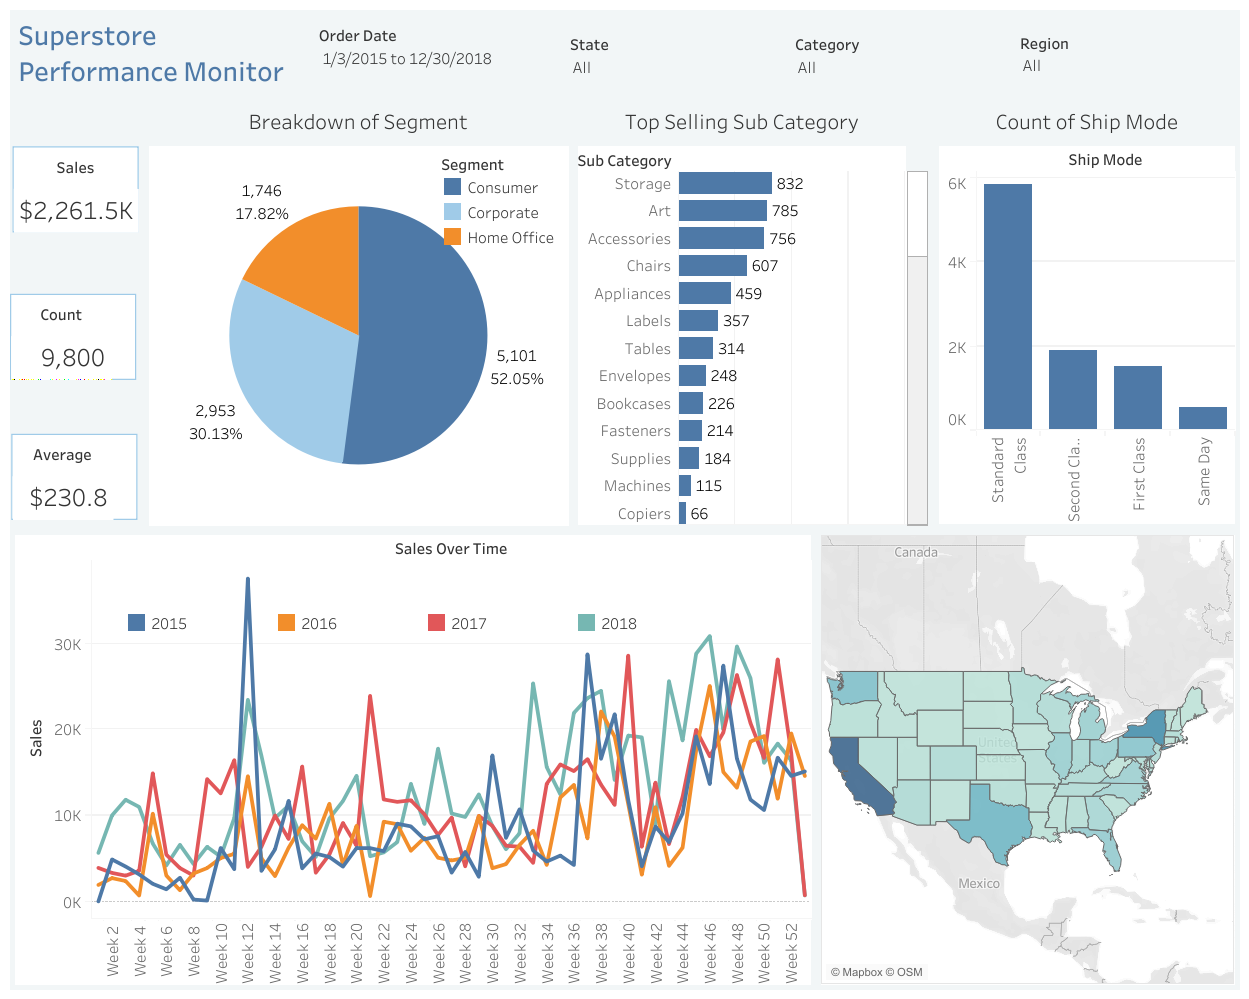 Superstore
Performance Monitor
Order Date
1/3/2015 to 12/30/2018
State
All
Category
All
Region
All
Breakdown of Segment
Top Selling Sub Category
Count of Ship Mode
Sales
$2,261.5K
Count
9,800
Average
$230.8
Segment
Consumer
Corporate
Home Office
1,746
17.82%
5,101
52.05%
2,953
30.13%
Sub Category
Storage 832
Art 785
Accessories 756
Chairs 607
Appliances 459
Labels 357
Tables 314
Envelopes 248
Bookcases 226
Fasteners 214
Supplies 184
Machines 115
Copiers 66
Ship Mode
6K
4K
2K
0K
Standard
Class
Second Cla..
First Class
Same Day
Sales Over Time
2015
2016
2017
2018
Sales
30K
20K
10K
0K
Week 2
Week 4
Week 6
Week 8
Week 10
Week 12
Week 14
Week 16
Week 18
Week 20
Week 22
Week 24
Week 26
Week 28
Week 30
Week 32
Week 34
Week 36
Week 38
Week 40
Week 42
Week 44
Week 46
Week 48
Week 50
Week 52
Canada
United
States
Mexico
© Mapbox © OSM